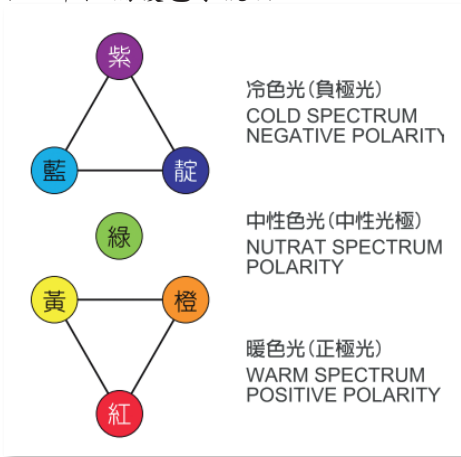 紫
冷色光(負極光)
COLD SPECTRUM
NEGATIVE POLARITY
藍 靛
中性色光(中性光極)
綠
NUTRAT SPECTRUM
POLARITY
黃 橙
暖色光(正極光)
WARM SPECTRUM
POSITIVE POLARITY
紅